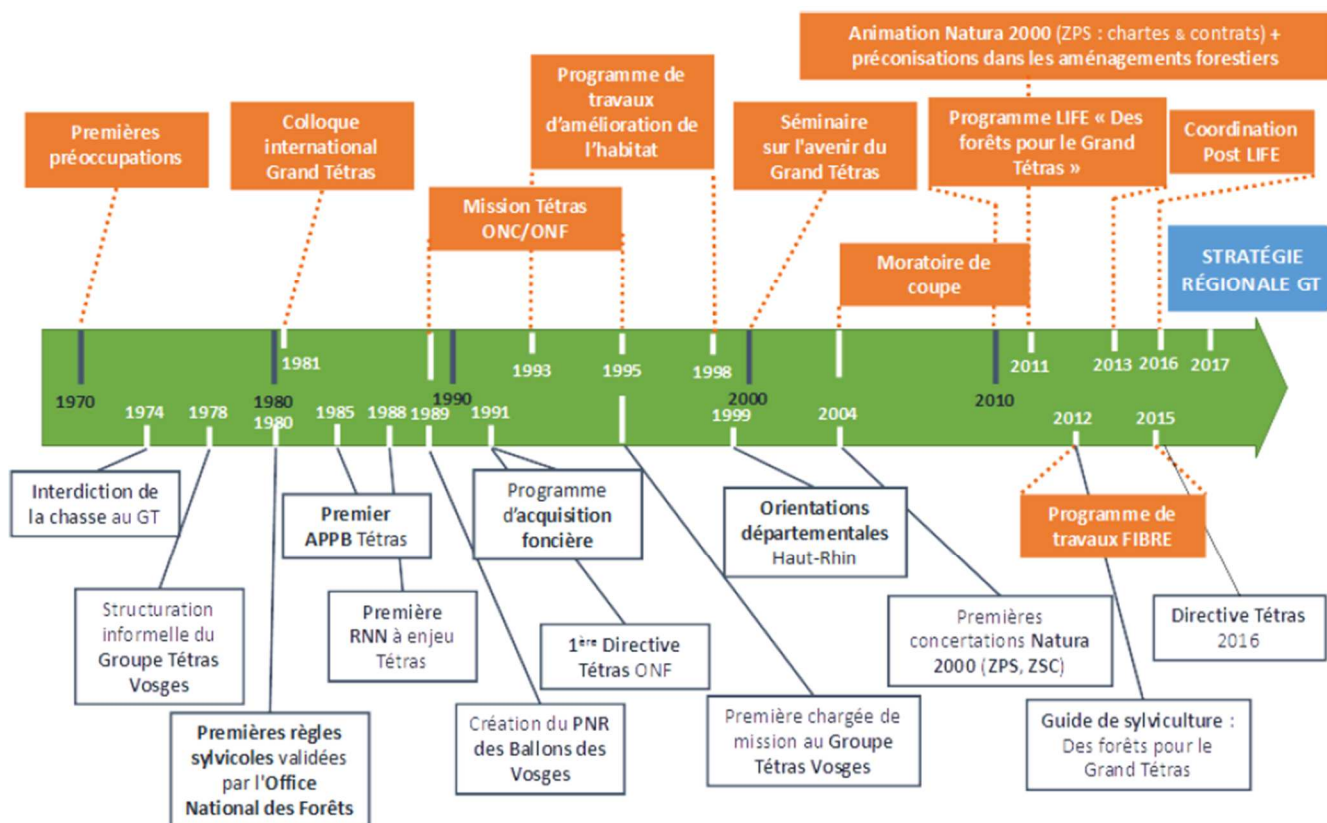 Animation Natura 2000 (ZPS : chartes & contrats) +
préconisations dans les aménagements forestiers
Premières
préoccupations
Colloque
international
Grand Tétras
Programme de
travaux
d'amélioration de
l'habitat
Mission Tétras
ONC/ONF
Séminaire
sur l'avenir du
Grand Tétras
Programme LIFE « Des
forêts pour le Grand
Tétras »
Coordination
Post LIFE
Moratoire de
coupe
STRATÉGIE
RÉGIONALE GT
1970
1974
1978
1980
1980
1981
1985
1988
1989
1990
1991
1993
1995
1998
1999
2000
2004
2010
2011
2012
2013
2015
2016
2017
Interdiction de
la chasse au GT
Structuration
informelle du
Groupe Tétras
Vosges
Premières règles
sylvicoles validées
par l'Office
National des Forêts
Premier
APPB Tétras
Première
RNN à enjeu
Tétras
Création du PNR
des Ballons des
Vosges
Programme
d'acquisition
foncière
1ère Directive
Tétras ONF
Première chargée de
mission au Groupe
Tétras Vosges
Orientations
départementales
Haut-Rhin
Premières
concertations Natura
2000 (ZPS, ZSC)
Programme de
travaux FIBRE
Guide de sylviculture :
Des forêts pour le
Grand Tétras
Directive Tétras
2016